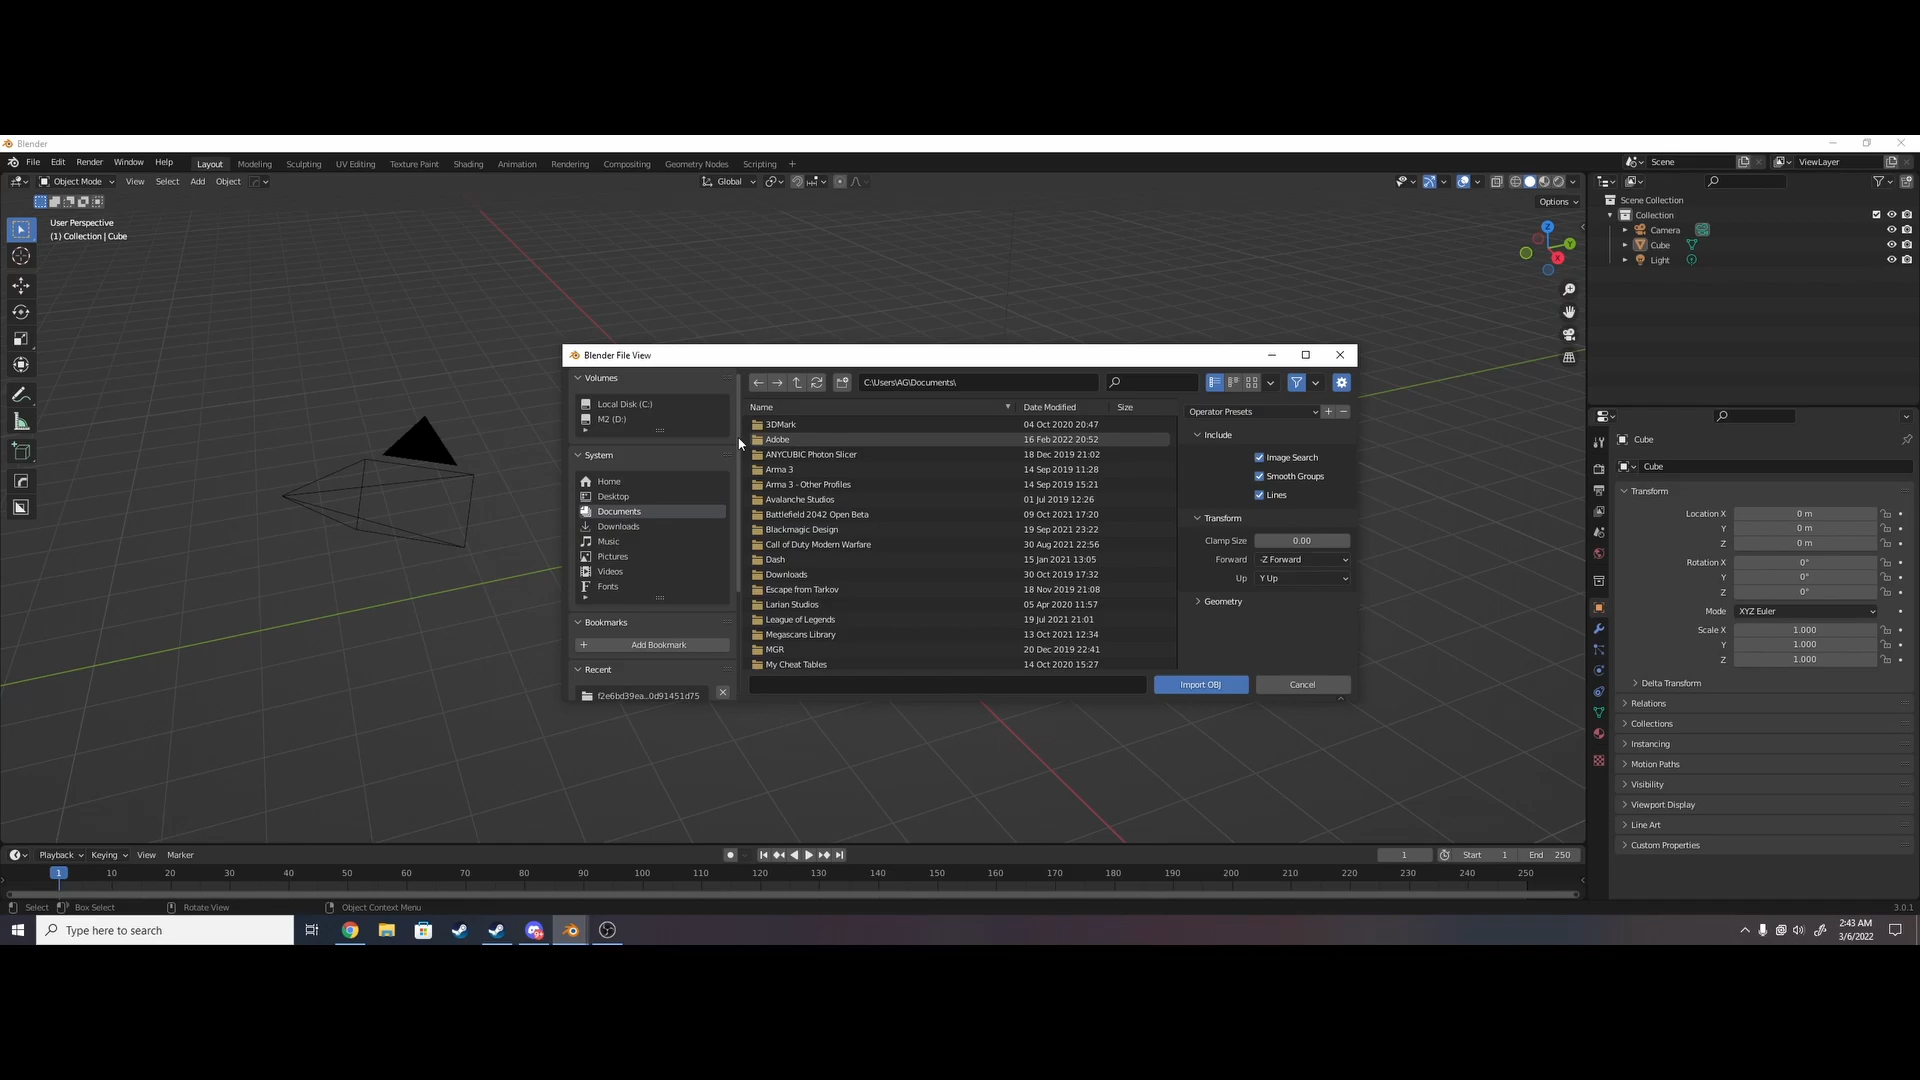 Blender
File Edit Render Window Help Layout Modeling Sculpting UV Editing Texture Paint Shading Animation Rendering Compositing Geometry Nodes Scripting + Scene ViewLayer
Object Mode View Select Add Object Global
Options
User Perspective
(1) Collection | Cube
Z
Y
X
Scene Collection
Collection
Camera
Cube
Light
Blender File View
Volumes
Local Disk (C:)
M2 (D:)
System
Home
Desktop
Documents
Downloads
Music
Pictures
Videos
Fonts
Bookmarks
Add Bookmark
Recent
f2e6bd39ea...0d91451d75
C:\Users\AG\Documents\
Name Date Modified Size
3DMark 04 Oct 2020 20:47
Adobe 16 Feb 2022 20:52
ANYCUBIC Photon Slicer 18 Dec 2019 21:02
Arma 3 14 Sep 2019 11:28
Arma 3 - Other Profiles 14 Sep 2019 15:21
Avalanche Studios 01 Jul 2019 12:26
Battlefield 2042 Open Beta 09 Oct 2021 17:20
Blackmagic Design 19 Sep 2021 23:22
Call of Duty Modern Warfare 30 Aug 2021 22:56
Dash 15 Jan 2021 13:05
Downloads 30 Oct 2019 17:32
Escape from Tarkov 18 Nov 2019 21:08
Larian Studios 05 Apr 2020 11:57
League of Legends 19 Jul 2021 21:01
Megascans Library 13 Oct 2021 12:34
MGR 20 Dec 2019 22:41
My Cheat Tables 14 Oct 2020 15:27
Operator Presets
Include
Image Search
Smooth Groups
Lines
Transform
Clamp Size 0.00
Forward -Z Forward
Up Y Up
Geometry
Import OBJ Cancel
Cube
Cube
Transform
Location X 0 m
Y 0 m
Z 0 m
Rotation X 0°
Y 0°
Z 0°
Mode XYZ Euler
Scale X 1.000
Y 1.000
Z 1.000
Delta Transform
Relations
Collections
Instancing
Motion Paths
Visibility
Viewport Display
Line Art
Custom Properties
Playback Keying View Marker 1 Start 1 End 250
1 10 20 30 40 50 60 70 80 90 100 110 120 130 140 150 160 170 180 190 200 210 220 230 240 250
Select Box Select Rotate View Object Context Menu 3.0.1
Type here to search
2:43 AM
3/6/2022